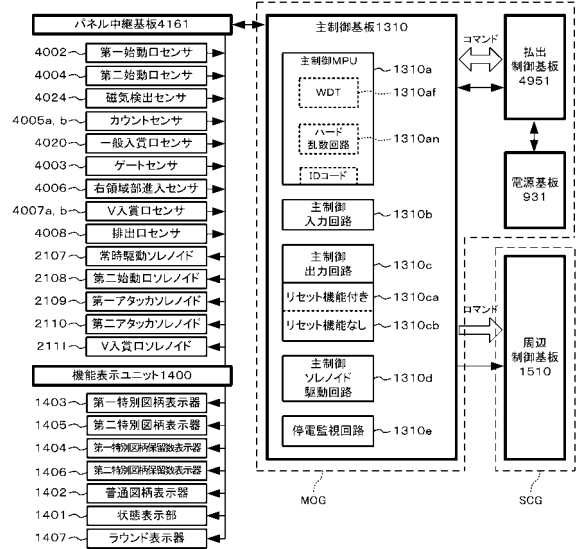 パネル中継基板4161
4002 第一始動口センサ
4004 第二始動口センサ
4024 磁気検出センサ
4005a, b カウントセンサ
4020 一般入賞口センサ
4003 ゲートセンサ
4006 右領域部進入センサ
4007a, b V入賞口センサ
4008 排出口センサ
2107 常時駆動ソレノイド
2108 第二始動口ソレノイド
2109 第一アタッカソレノイド
2110 第二アタッカソレノイド
2111 V入賞口ソレノイド
機能表示ユニット1400
1403 第一特別図柄表示器
1405 第二特別図柄表示器
1404 第一特別図柄保留数表示器
1406 第二特別図柄保留数表示器
1402 普通図柄表示器
1401 状態表示部
1407 ラウンド表示器
主制御基板1310
主制御MPU 1310a
WDT 1310af
ハード
乱数回路 1310an
IDコード
主制御
入力回路 1310b
主制御
出力回路 1310c
リセット機能付き 1310ca
リセット機能なし 1310cb
主制御
ソレノイド
駆動回路 1310d
停電監視回路 1310e
MOG
コマンド
払出
制御基板
4951
電源基板
931
コマンド
周辺
制御基板
1510
SCG